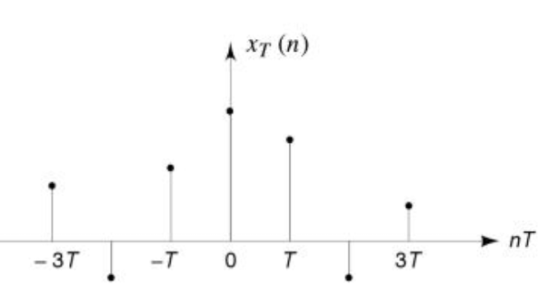 x_T (n)
nT
– 3T –T 0 T 3T